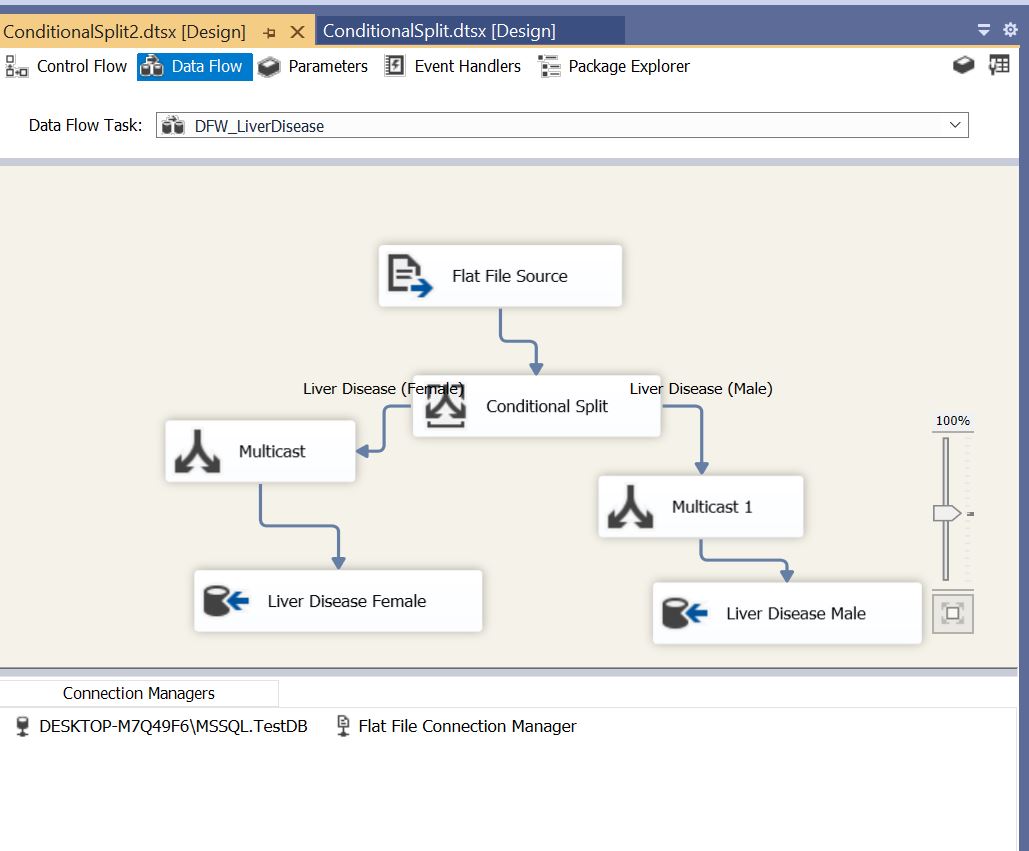 ConditionalSplit2.dtsx [Design] ConditionalSplit.dtsx [Design]
Control Flow Data Flow Parameters Event Handlers Package Explorer
Data Flow Task: DFW_LiverDisease
Flat File Source
Liver Disease (Female) Liver Disease (Male)
Conditional Split
100%
Multicast
Multicast 1
Liver Disease Female
Liver Disease Male
Connection Managers
DESKTOP-M7Q49F6\MSSQL.TestDB Flat File Connection Manager